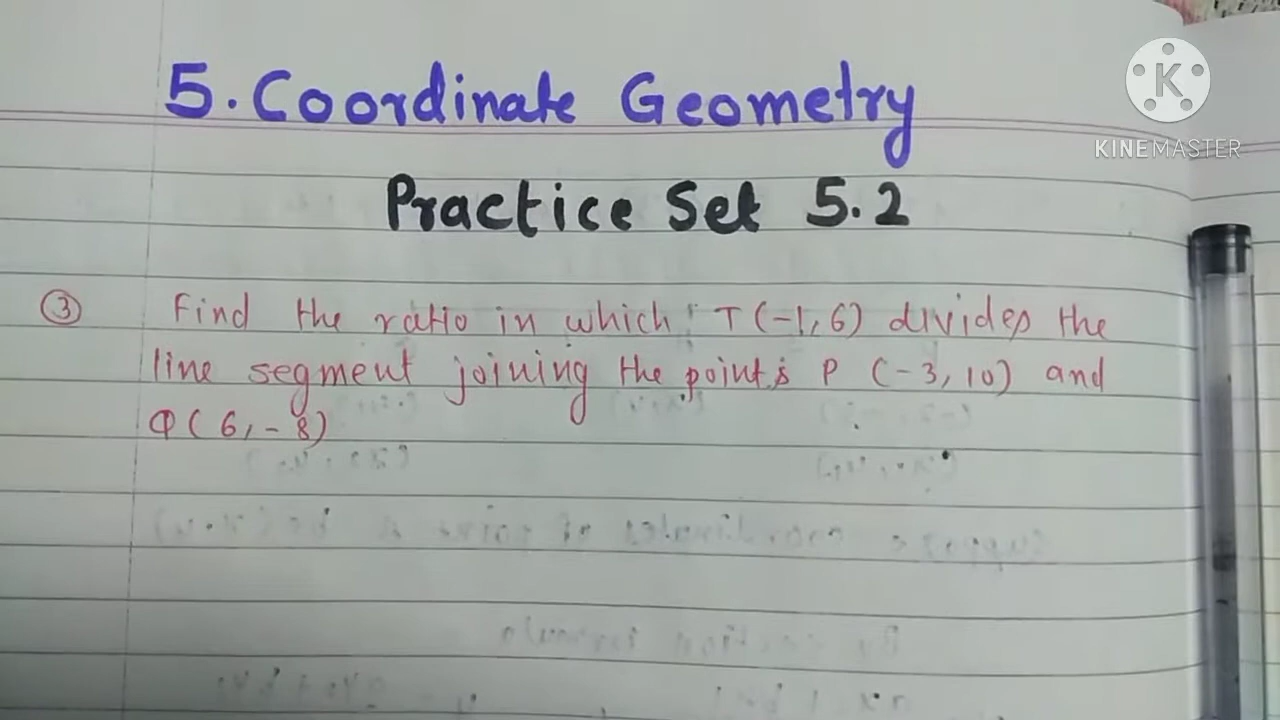 5. Coordinate Geometry
KINEMASTER
Practice Set 5.2
③ Find the ratio in which T(-1,6) divides the
line segment joining the points P (-3,10) and
Q(6,-8)